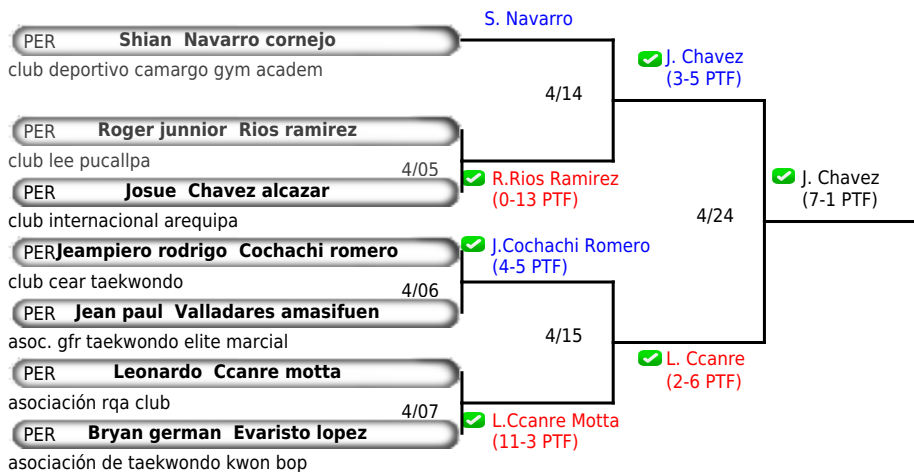 S. Navarro
PER Shian Navarro cornejo
club deportivo camargo gym academ
J. Chavez
(3-5 PTF)
4/14
PER Roger junnior Rios ramirez
club lee pucallpa
4/05
R.Rios Ramirez
(0-13 PTF)
PER Josue Chavez alcazar
club internacional arequipa
J. Chavez
(7-1 PTF)
4/24
PER Jeampiero rodrigo Cochachi romero
club cear taekwondo
J.Cochachi Romero
(4-5 PTF)
4/06
PER Jean paul Valladares amasifuen
asoc. gfr taekwondo elite marcial
4/15
L. Ccanre
(2-6 PTF)
PER Leonardo Ccanre motta
asociación rqa club
4/07
L.Ccanre Motta
(11-3 PTF)
PER Bryan german Evaristo lopez
asociación de taekwondo kwon bop